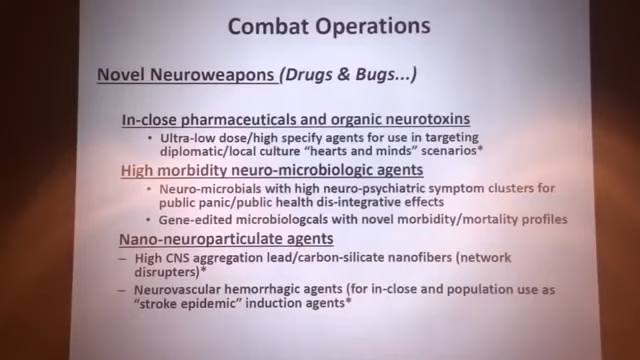 Combat Operations
Novel Neuroweapons (Drugs & Bugs...)
In-close pharmaceuticals and organic neurotoxins
• Ultra-low dose/high specify agents for use in targeting
diplomatic/local culture “hearts and minds” scenarios*
High morbidity neuro-microbiologic agents
• Neuro-microbials with high neuro-psychiatric symptom clusters for
public panic/public health dis-integrative effects
• Gene-edited microbiologcals with novel morbidity/mortality profiles
Nano-neuroparticulate agents
– High CNS aggregation lead/carbon-silicate nanofibers (network
disrupters)*
– Neurovascular hemorrhagic agents (for in-close and population use as
“stroke epidemic” induction agents*